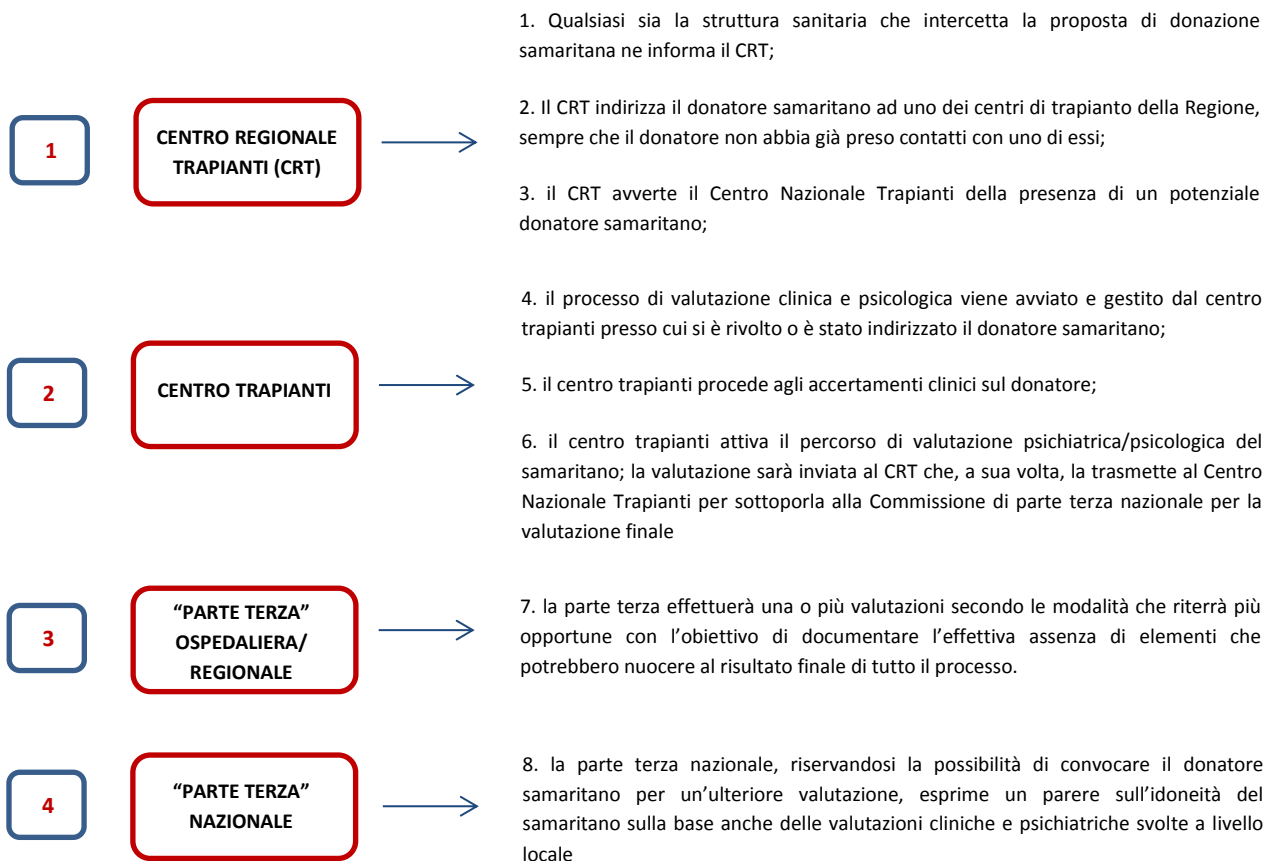 1. Qualsiasi sia la struttura sanitaria che intercetta la proposta di donazione
samaritana ne informa il CRT;
1
CENTRO REGIONALE
TRAPIANTI (CRT)
2. Il CRT indirizza il donatore samaritano ad uno dei centri di trapianto della Regione,
sempre che il donatore non abbia già preso contatti con uno di essi;
3. il CRT avverte il Centro Nazionale Trapianti della presenza di un potenziale
donatore samaritano;
2
CENTRO TRAPIANTI
4. il processo di valutazione clinica e psicologica viene avviato e gestito dal centro
trapianti presso cui si è rivolto o è stato indirizzato il donatore samaritano;
5. il centro trapianti procede agli accertamenti clinici sul donatore;
6. il centro trapianti attiva il percorso di valutazione psichiatrica/psicologica del
samaritano; la valutazione sarà inviata al CRT che, a sua volta, la trasmette al Centro
Nazionale Trapianti per sottoporla alla Commissione di parte terza nazionale per la
valutazione finale
3
“PARTE TERZA”
OSPEDALIERA/
REGIONALE
7. la parte terza effettuerà una o più valutazioni secondo le modalità che riterrà più
opportune con l’obiettivo di documentare l’effettiva assenza di elementi che
potrebbero nuocere al risultato finale di tutto il processo.
4
“PARTE TERZA”
NAZIONALE
8. la parte terza nazionale, riservandosi la possibilità di convocare il donatore
samaritano per un’ulteriore valutazione, esprime un parere sull’idoneità del
samaritano sulla base anche delle valutazioni cliniche e psichiatriche svolte a livello
locale